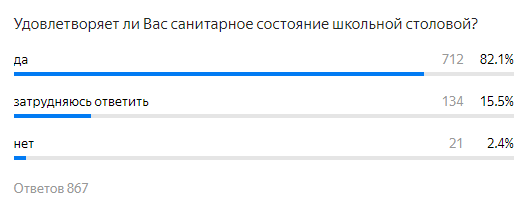 Удовлетворяет ли Вас санитарное состояние школьной столовой?
да 712 82.1%
затрудняюсь ответить 134 15.5%
нет 21 2.4%
Ответов 867